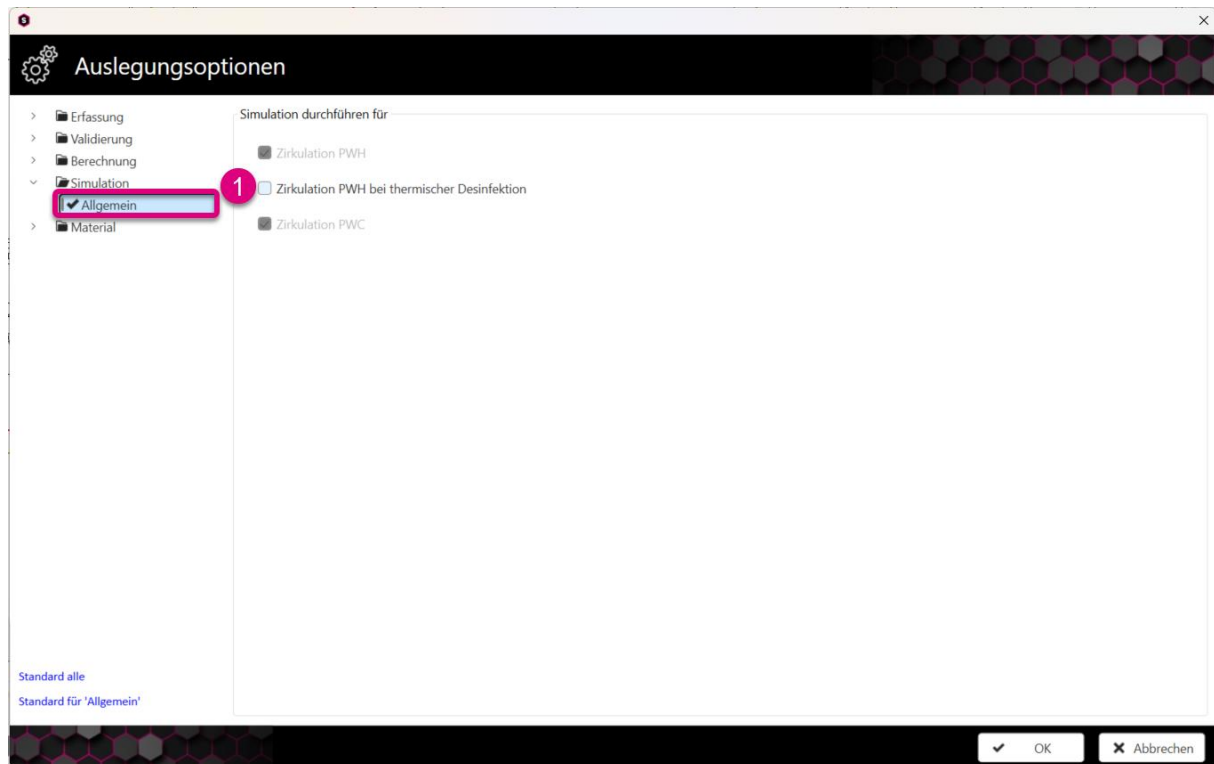 S
Auslegungsoptionen
Erfassung
Validierung
Berechnung
Simulation
Allgemein
Material
Simulation durchführen für
Zirkulation PWH
1
Zirkulation PWH bei thermischer Desinfektion
Zirkulation PWC
Standard alle
Standard für 'Allgemein'
OK
Abbrechen